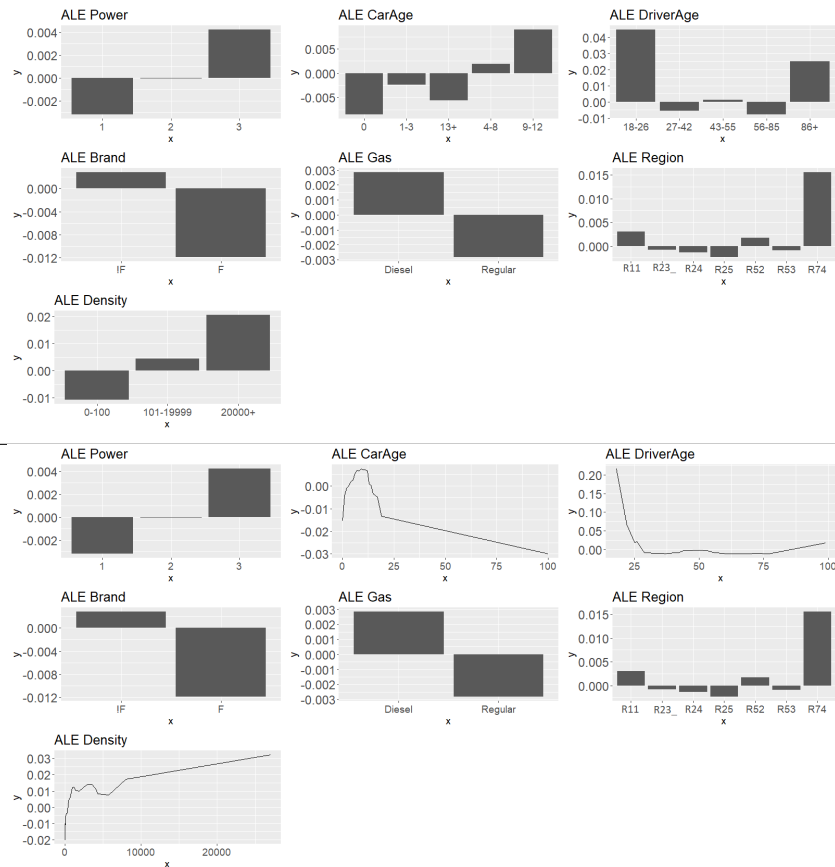 ALE Power
ALE CarAge
ALE DriverAge
0.004
0.002
0.000
-0.002
y
1
2
3
x
0.005
0.000
-0.005
y
0
1-3
13+
4-8
9-12
x
0.04
0.03
0.02
0.01
0.00
-0.01
y
18-26
27-42
43-55
56-85
86+
x
ALE Brand
ALE Gas
ALE Region
0.000
-0.004
-0.008
-0.012
y
!F
F
x
0.003
0.002
0.001
0.000
-0.001
-0.002
-0.003
y
Diesel
Regular
x
0.015
0.010
0.005
0.000
y
R11
R23_
R24
R25
R52
R53
R74
x
ALE Density
0.02
0.01
0.00
-0.01
y
0-100
101-19999
20000+
x
ALE Power
ALE CarAge
ALE DriverAge
0.004
0.002
0.000
-0.002
y
1
2
3
x
0.00
-0.01
-0.02
-0.03
y
0
25
50
75
100
x
0.20
0.15
0.10
0.05
0.00
y
25
50
75
100
x
ALE Brand
ALE Gas
ALE Region
0.000
-0.004
-0.008
-0.012
y
!F
F
x
0.003
0.002
0.001
0.000
-0.001
-0.002
-0.003
y
Diesel
Regular
x
0.015
0.010
0.005
0.000
y
R11
R23_
R24
R25
R52
R53
R74
x
ALE Density
0.03
0.02
0.01
0.00
-0.01
-0.02
y
0
10000
20000
x